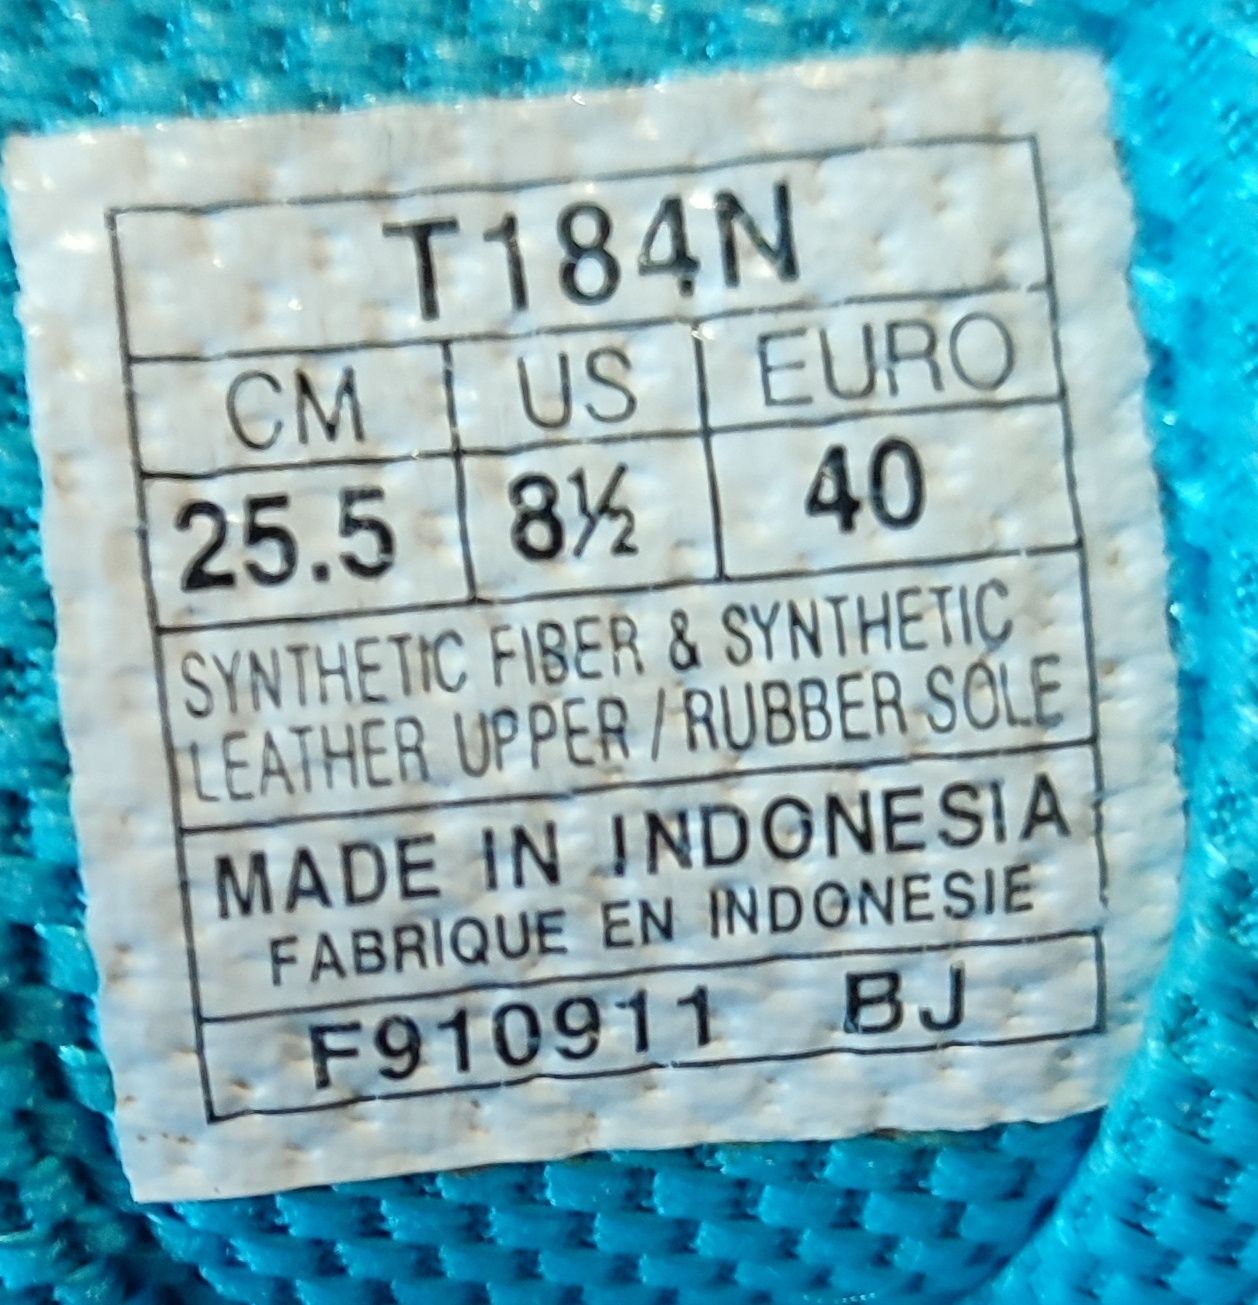 T184N
CM US EURO
25.5 8½ 40
SYNTHETIC FIBER & SYNTHETIC
LEATHER UPPER / RUBBER SOLE
MADE IN INDONESIA
FABRIQUE EN INDONESIE
F910911 BJ